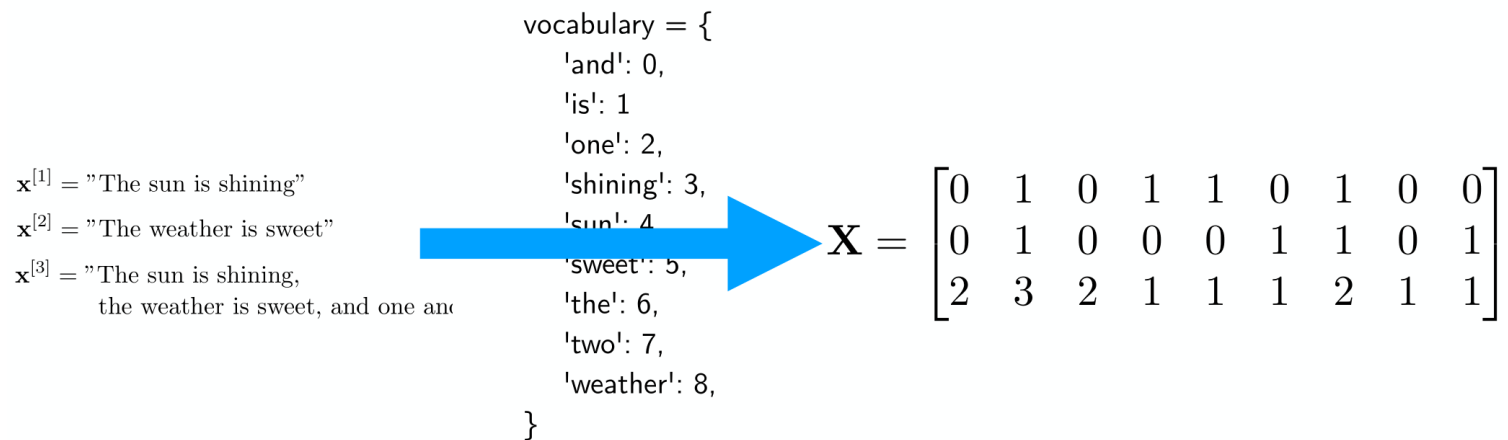 x^[1] = ”The sun is shining”
x^[2] = ”The weather is sweet”
x^[3] = ”The sun is shining,
the weather is sweet, and one and
vocabulary = {
'and': 0,
'is': 1
'one': 2,
'shining': 3,
'sun': 4
'sweet': 5,
'the': 6,
'two': 7,
'weather': 8,
}
X =
0 1 0 1 1 0 1 0 0
0 1 0 0 0 1 1 0 1
2 3 2 1 1 1 2 1 1